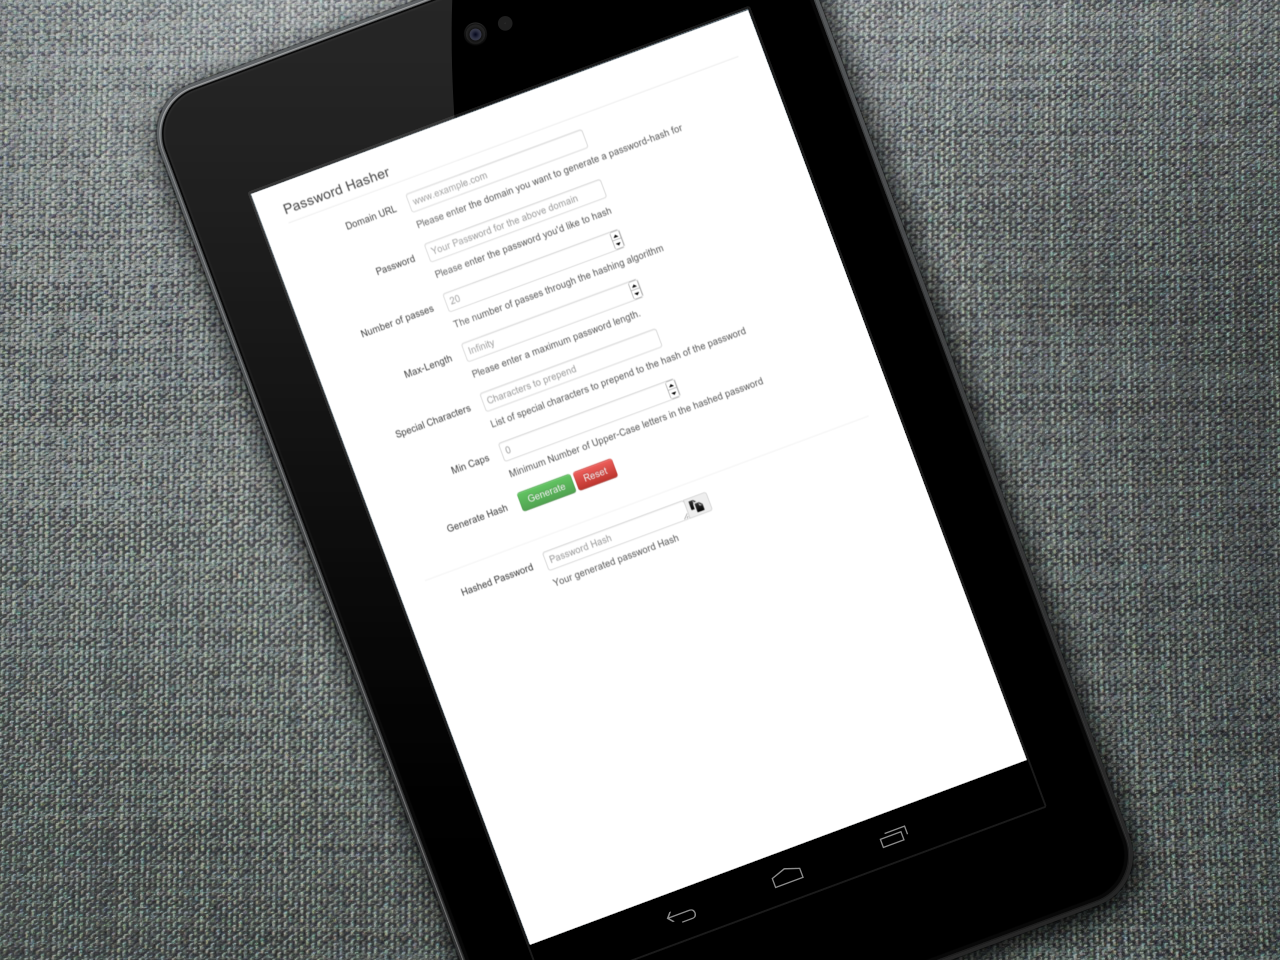 Password Hasher
Domain URL
www.example.com
Please enter the domain you want to generate a password-hash for
Password
Your Password for the above domain
Please enter the password you'd like to hash
Number of passes
20
The number of passes through the hashing algorithm
Max-Length
Infinity
Please enter a maximum password length.
Special Characters
Characters to prepend
List of special characters to prepend to the hash of the password
Min Caps
0
Minimum Number of Upper-Case letters in the hashed password
Generate Hash
Generate
Reset
Hashed Password
Password Hash
Your generated password Hash